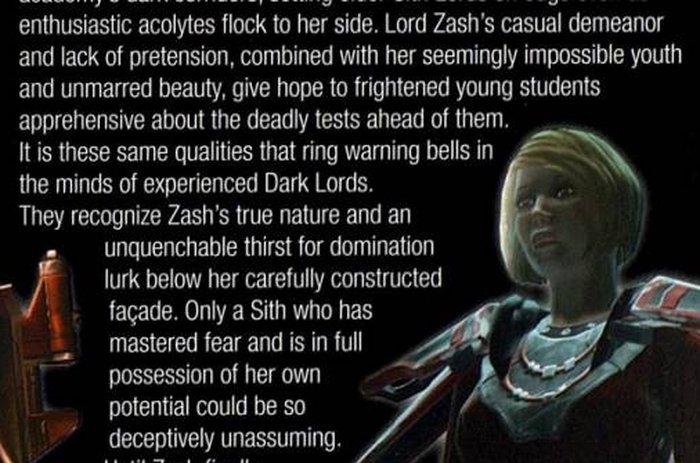 enthusiastic acolytes flock to her side. Lord Zash's casual demeanor
and lack of pretension, combined with her seemingly impossible youth
and unmarred beauty, give hope to frightened young students
apprehensive about the deadly tests ahead of them.
It is these same qualities that ring warning bells in
the minds of experienced Dark Lords.
They recognize Zash's true nature and an
unquenchable thirst for domination
lurk below her carefully constructed
façade. Only a Sith who has
mastered fear and is in full
possession of her own
potential could be so
deceptively unassuming.